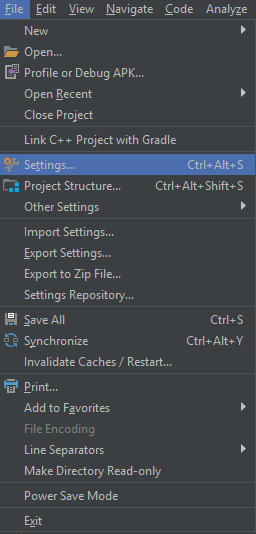 File Edit View Navigate Code Analyze
New
Open...
Profile or Debug APK...
Open Recent
Close Project
Link C++ Project with Gradle
Settings... Ctrl+Alt+S
Project Structure... Ctrl+Alt+Shift+S
Other Settings
Import Settings...
Export Settings...
Export to Zip File...
Settings Repository...
Save All Ctrl+S
Synchronize Ctrl+Alt+Y
Invalidate Caches / Restart...
Print...
Add to Favorites
File Encoding
Line Separators
Make Directory Read-only
Power Save Mode
Exit